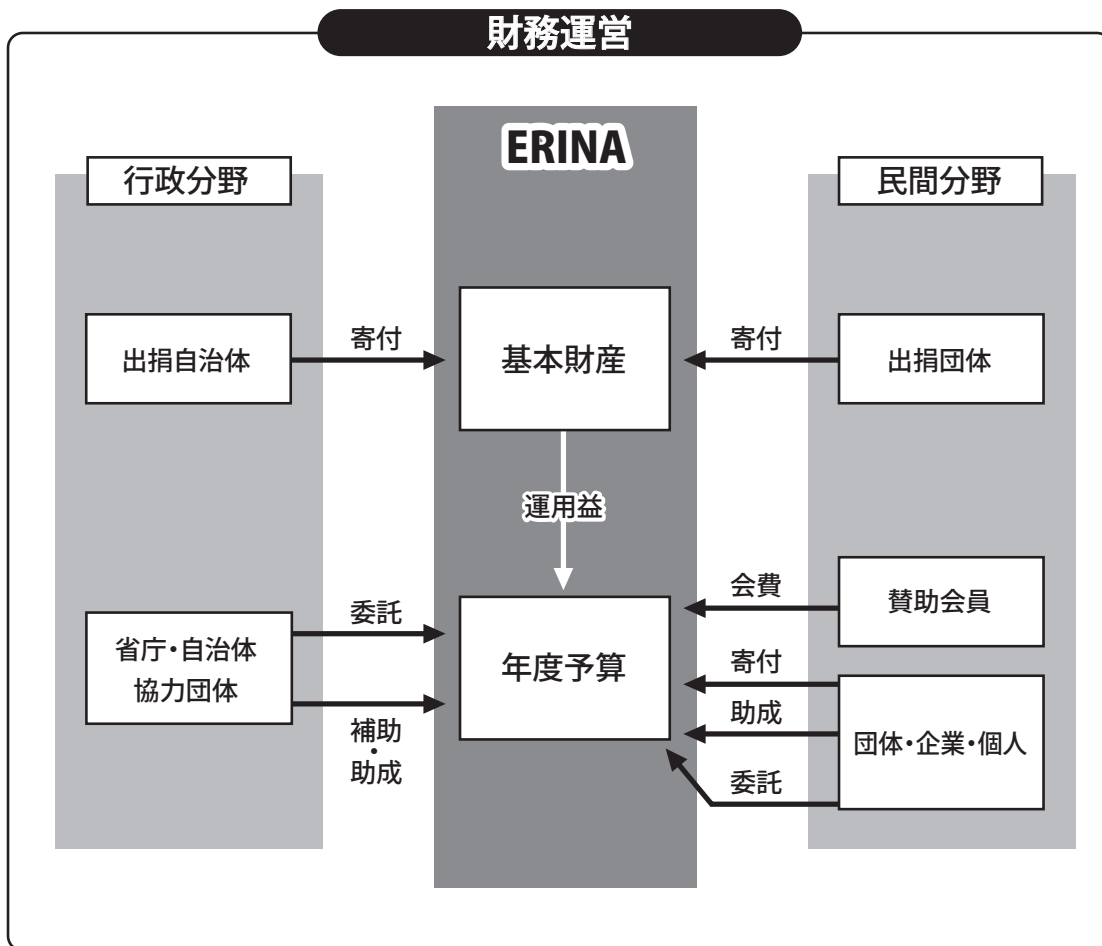 財務運営
ERINA
行政分野
民間分野
出捐自治体
寄付
基本財産
寄付
出捐団体
運用益
会費
賛助会員
委託
省庁・自治体
協力団体
年度予算
補助
・
助成
寄付
助成
団体・企業・個人
委託